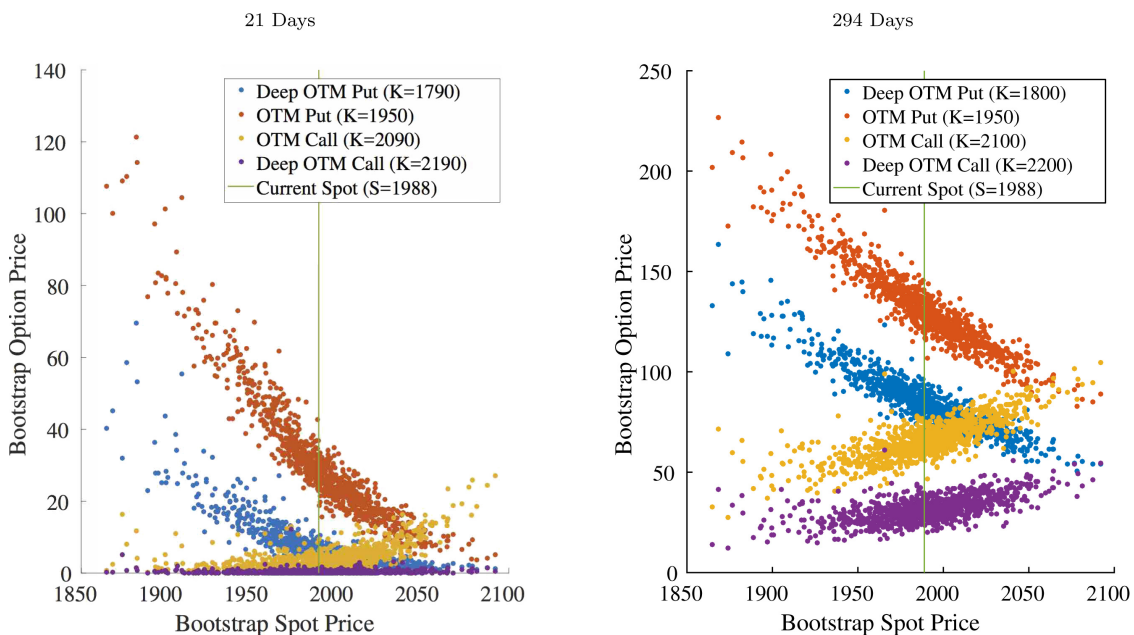 21 Days
140
120
100
80
60
40
20
0
1850
1900
1950
2000
2050
2100
Bootstrap Option Price
Bootstrap Spot Price
Deep OTM Put (K=1790)
OTM Put (K=1950)
OTM Call (K=2090)
Deep OTM Call (K=2190)
Current Spot (S=1988)
294 Days
250
200
150
100
50
0
1850
1900
1950
2000
2050
2100
Bootstrap Option Price
Bootstrap Spot Price
Deep OTM Put (K=1800)
OTM Put (K=1950)
OTM Call (K=2100)
Deep OTM Call (K=2200)
Current Spot (S=1988)